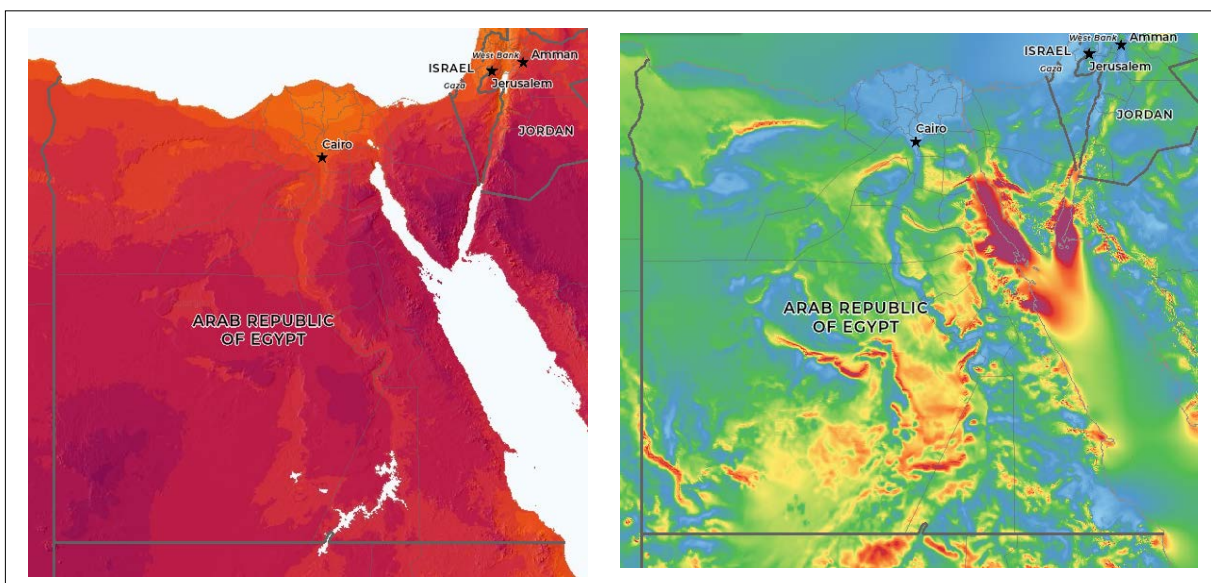 West Bank
Amman
ISRAEL
Gaza
Jerusalem
JORDAN
Cairo
ARAB REPUBLIC
OF EGYPT
West Bank
Amman
ISRAEL
Gaza
Jerusalem
JORDAN
Cairo
ARAB REPUBLIC
OF EGYPT